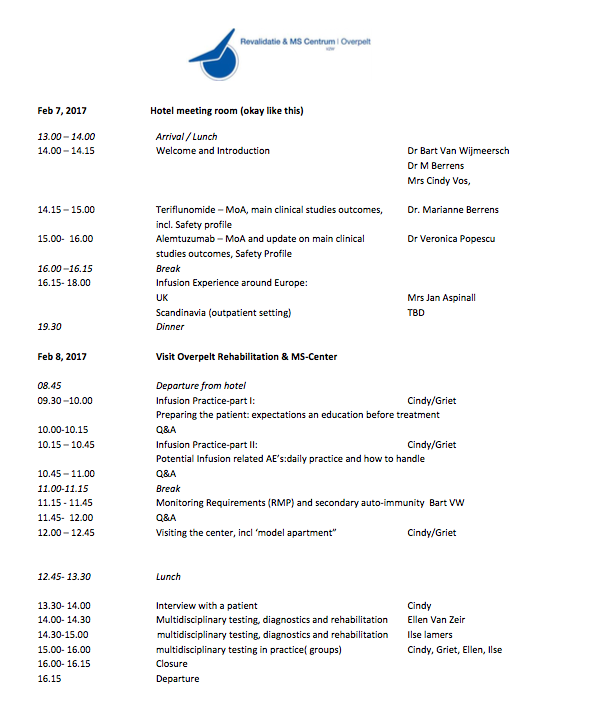 Revalidatie & MS Centrum | Overpelt
vzw
Feb 7, 2017 Hotel meeting room (okay like this)
13.00 – 14.00 Arrival / Lunch
14.00 – 14.15 Welcome and Introduction Dr Bart Van Wijmeersch
Dr M Berrens
Mrs Cindy Vos,
14.15 – 15.00 Teriflunomide – MoA, main clinical studies outcomes, Dr. Marianne Berrens
incl. Safety profile
15.00- 16.00 Alemtuzumab – MoA and update on main clinical Dr Veronica Popescu
studies outcomes, Safety Profile
16.00 –16.15 Break
16.15- 18.00 Infusion Experience around Europe:
UK Mrs Jan Aspinall
Scandinavia (outpatient setting) TBD
19.30 Dinner
Feb 8, 2017 Visit Overpelt Rehabilitation & MS-Center
08.45 Departure from hotel
09.30 –10.00 Infusion Practice-part I: Cindy/Griet
Preparing the patient: expectations an education before treatment
10.00-10.15 Q&A
10.15 – 10.45 Infusion Practice-part II: Cindy/Griet
Potential Infusion related AE's:daily practice and how to handle
10.45 – 11.00 Q&A
11.00-11.15 Break
11.15 - 11.45 Monitoring Requirements (RMP) and secondary auto-immunity Bart VW
11.45- 12.00 Q&A
12.00 – 12.45 Visiting the center, incl 'model apartment" Cindy/Griet
12.45- 13.30 Lunch
13.30- 14.00 Interview with a patient Cindy
14.00- 14.30 Multidisciplinary testing, diagnostics and rehabilitation Ellen Van Zeir
14.30-15.00 multidisciplinary testing, diagnostics and rehabilitation Ilse lamers
15.00- 16.00 multidisciplinary testing in practice( groups) Cindy, Griet, Ellen, Ilse
16.00- 16.15 Closure
16.15 Departure